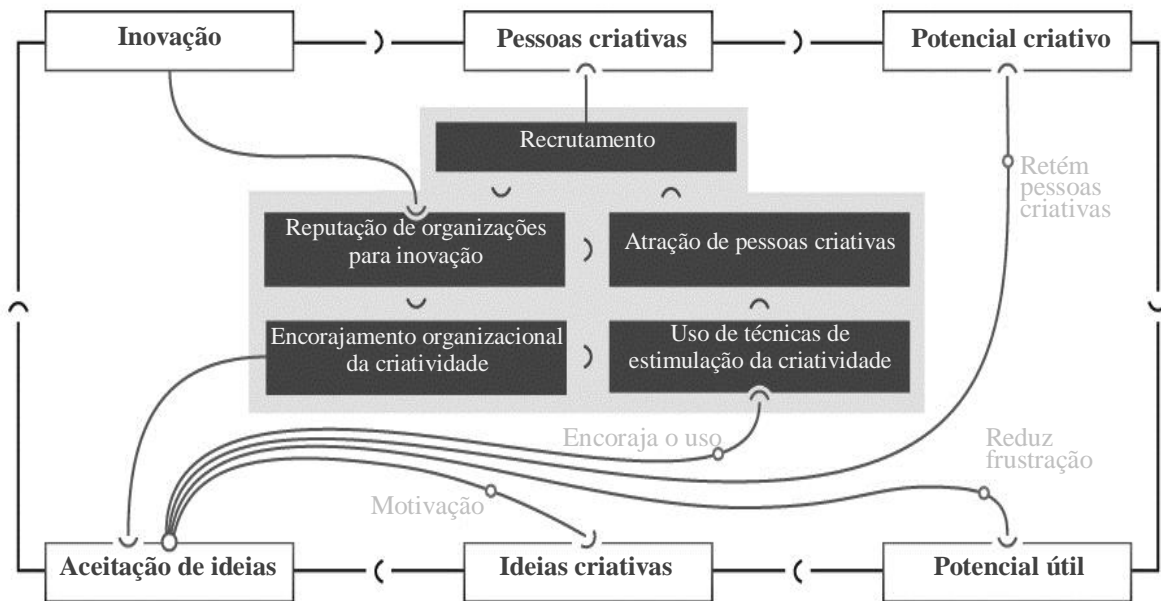 Inovação
Pessoas criativas
Potencial criativo
Recrutamento
Retém
pessoas
criativas
Reputação de organizações
para inovação
Atração de pessoas criativas
Encorajamento organizacional
da criatividade
Uso de técnicas de
estimulação da criatividade
Encoraja o uso
Reduz
frustração
Motivação
Aceitação de ideias
Ideias criativas
Potencial útil